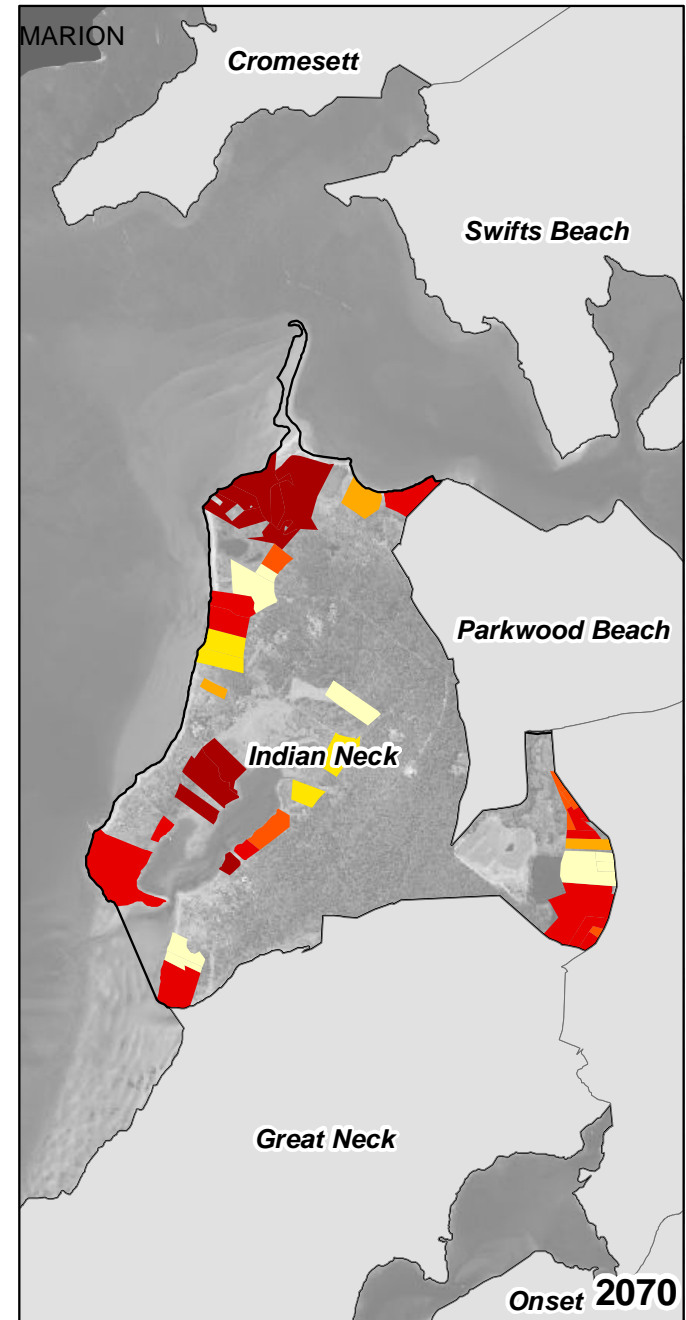 MARION
Cromesett
Swifts Beach
Parkwood Beach
Indian Neck
Great Neck
Onset 2070